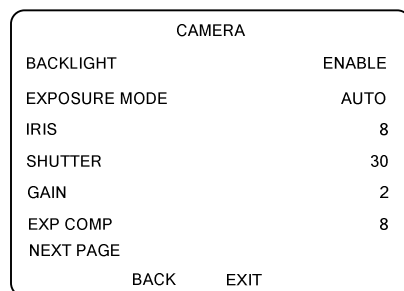 CAMERA
BACKLIGHT ENABLE
EXPOSURE MODE AUTO
IRIS 8
SHUTTER 30
GAIN 2
EXP COMP 8
NEXT PAGE
BACK EXIT